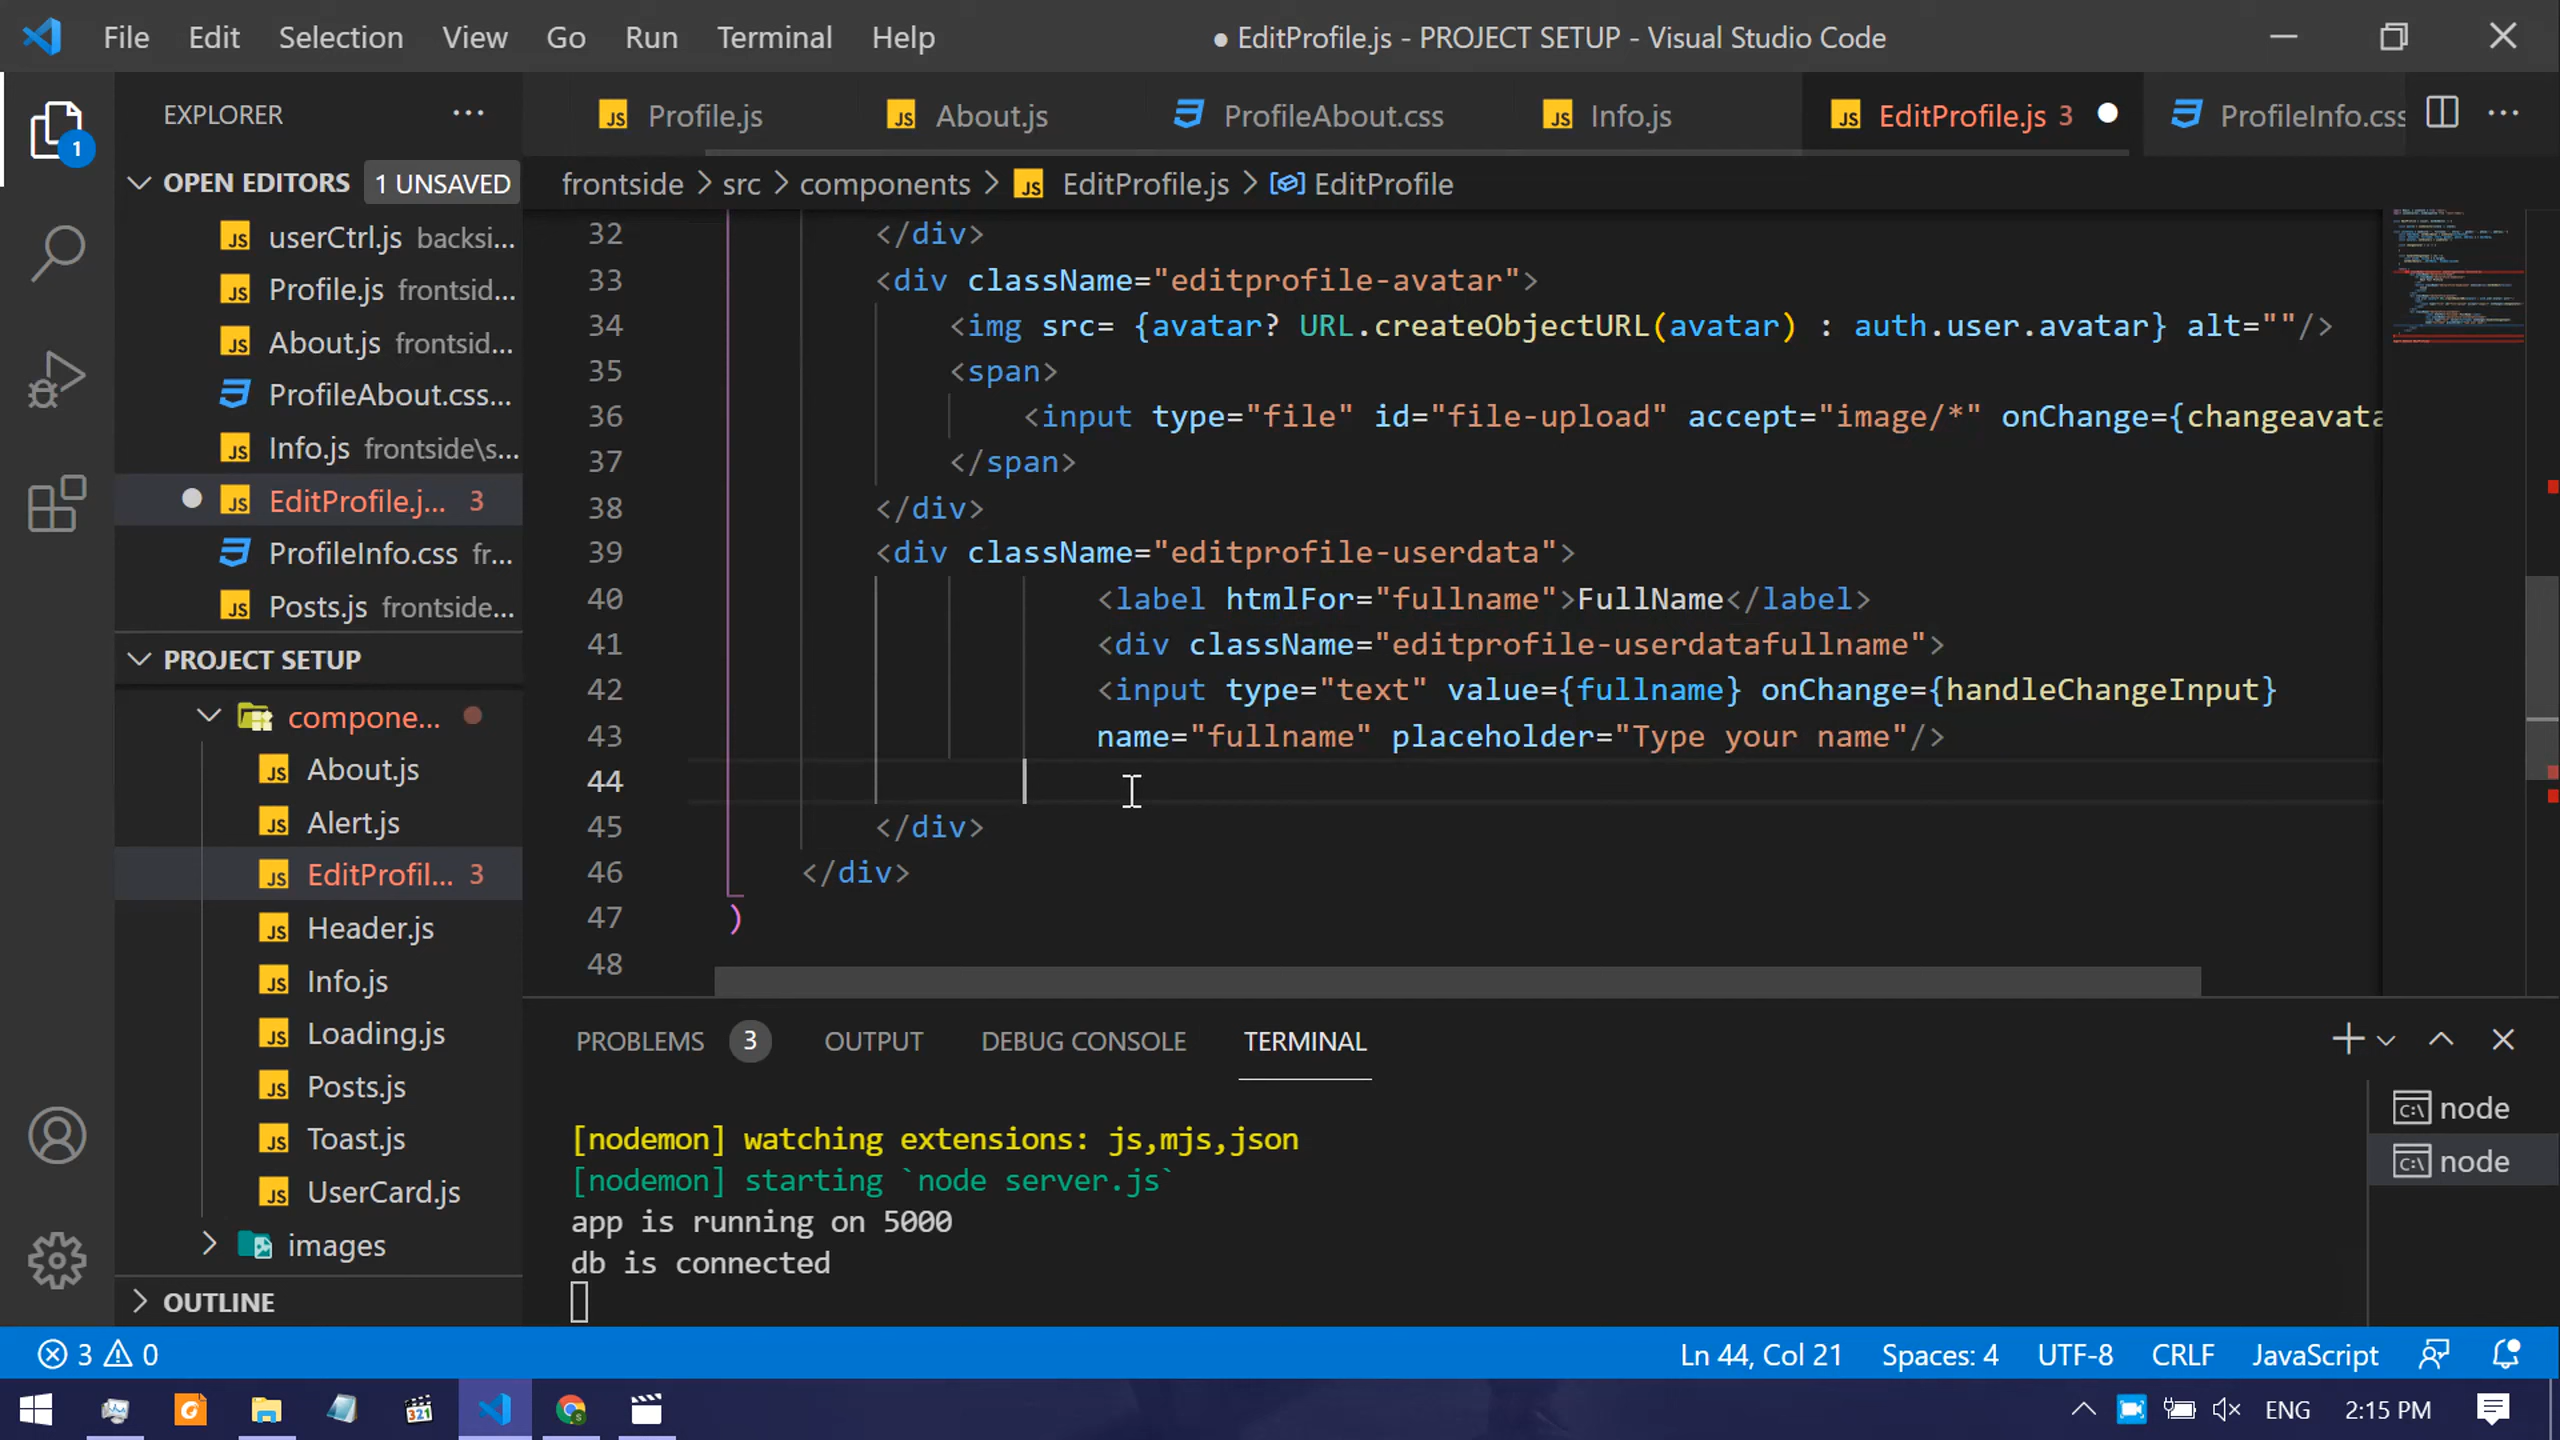 File Edit Selection View Go Run Terminal Help
● EditProfile.js - PROJECT SETUP - Visual Studio Code
EXPLORER
Profile.js
About.js
ProfileAbout.css
Info.js
EditProfile.js 3
ProfileInfo.css
1
OPEN EDITORS 1 UNSAVED
userCtrl.js backsi...
Profile.js frontsid...
About.js frontsid...
ProfileAbout.css...
Info.js frontside\s...
EditProfile.j... 3
ProfileInfo.css fr...
Posts.js frontside...
PROJECT SETUP
compone...
About.js
Alert.js
EditProfil... 3
Header.js
Info.js
Loading.js
Posts.js
Toast.js
UserCard.js
images
OUTLINE
frontside > src > components > EditProfile.js > EditProfile
32 </div>
33 <div className="editprofile-avatar">
34 <img src= {avatar? URL.createObjectURL(avatar) : auth.user.avatar} alt=""/>
35 <span>
36 <input type="file" id="file-upload" accept="image/*" onChange={changeavata
37 </span>
38 </div>
39 <div className="editprofile-userdata">
40 <label htmlFor="fullname">FullName</label>
41 <div className="editprofile-userdatafullname">
42 <input type="text" value={fullname} onChange={handleChangeInput}
43 name="fullname" placeholder="Type your name"/>
44
45 </div>
46 </div>
47 )
48
PROBLEMS 3 OUTPUT DEBUG CONSOLE TERMINAL
[nodemon] watching extensions: js,mjs,json
[nodemon] starting `node server.js`
app is running on 5000
db is connected
node
node
3 0
Ln 44, Col 21 Spaces: 4 UTF-8 CRLF JavaScript
321
ENG 2:15 PM